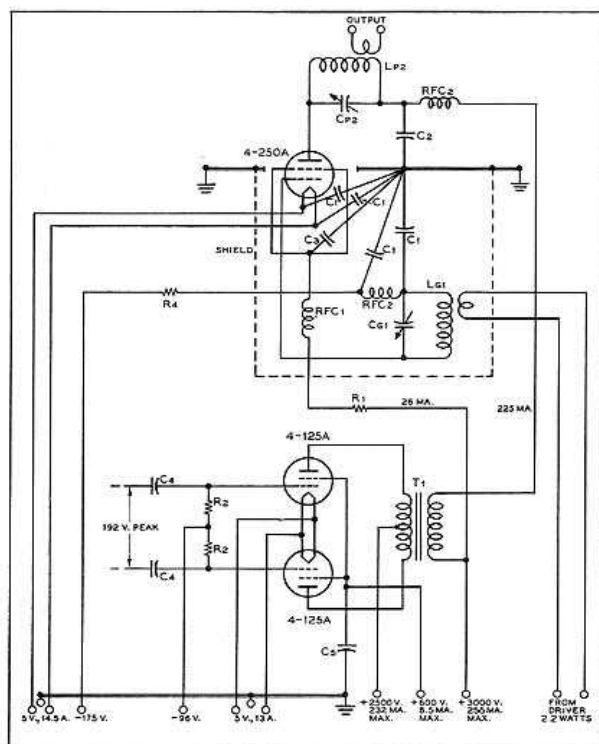 OUTPUT
LP2
RFC2
CP2
C2
4-250A
C1
C1
C3
C1
C1
SHIELD
LG1
RFC2
R4
RFC1
CG1
R1
26 MA.
225 MA.
4-125A
T1
C4
R2
192 V. PEAK
R2
C4
4-125A
C5
5 V., 14.5 A.
-175 V.
-96 V.
5 V., 13 A.
+2500 V.
232 MA.
MAX.
+600 V.
8.5 MA.
MAX.
+3000 V.
255 MA.
MAX.
FROM
DRIVER
2.2 WATTS